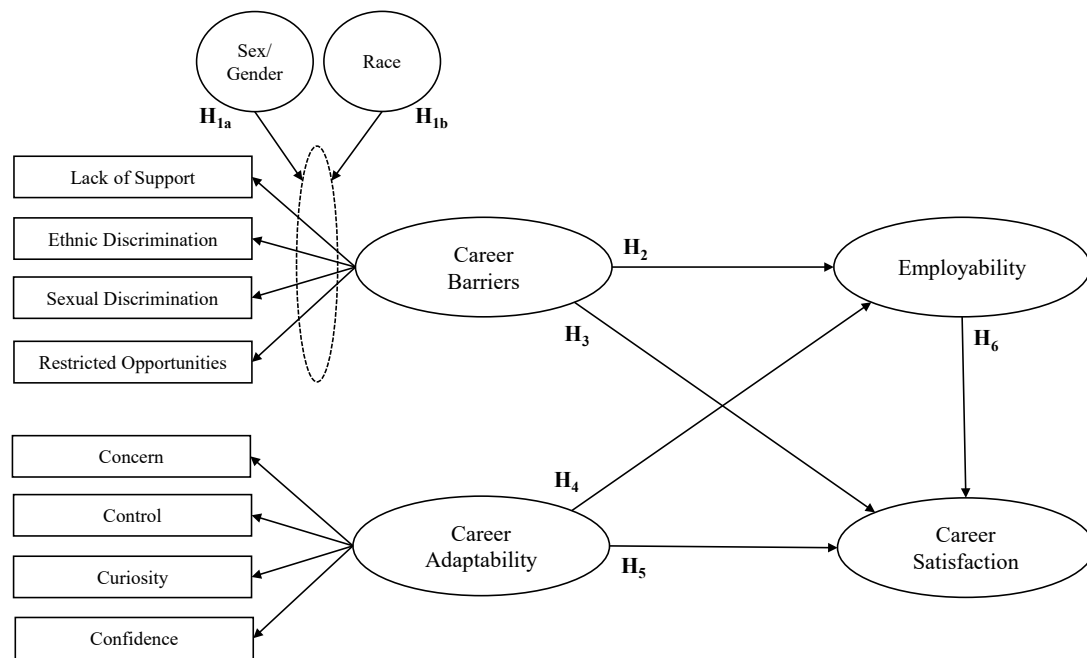 Sex/
Gender
Race
H1a
H1b
Lack of Support
Ethnic Discrimination
Sexual Discrimination
Restricted Opportunities
Career
Barriers
H2
Employability
H3
H6
Concern
Control
Curiosity
Confidence
H4
Career
Adaptability
H5
Career
Satisfaction